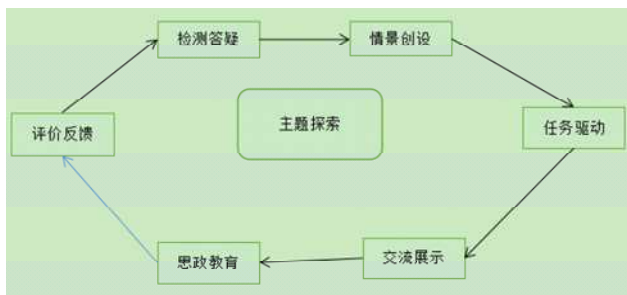 检测答疑
情景创设
主题探索
评价反馈
任务驱动
思政教育
交流展示